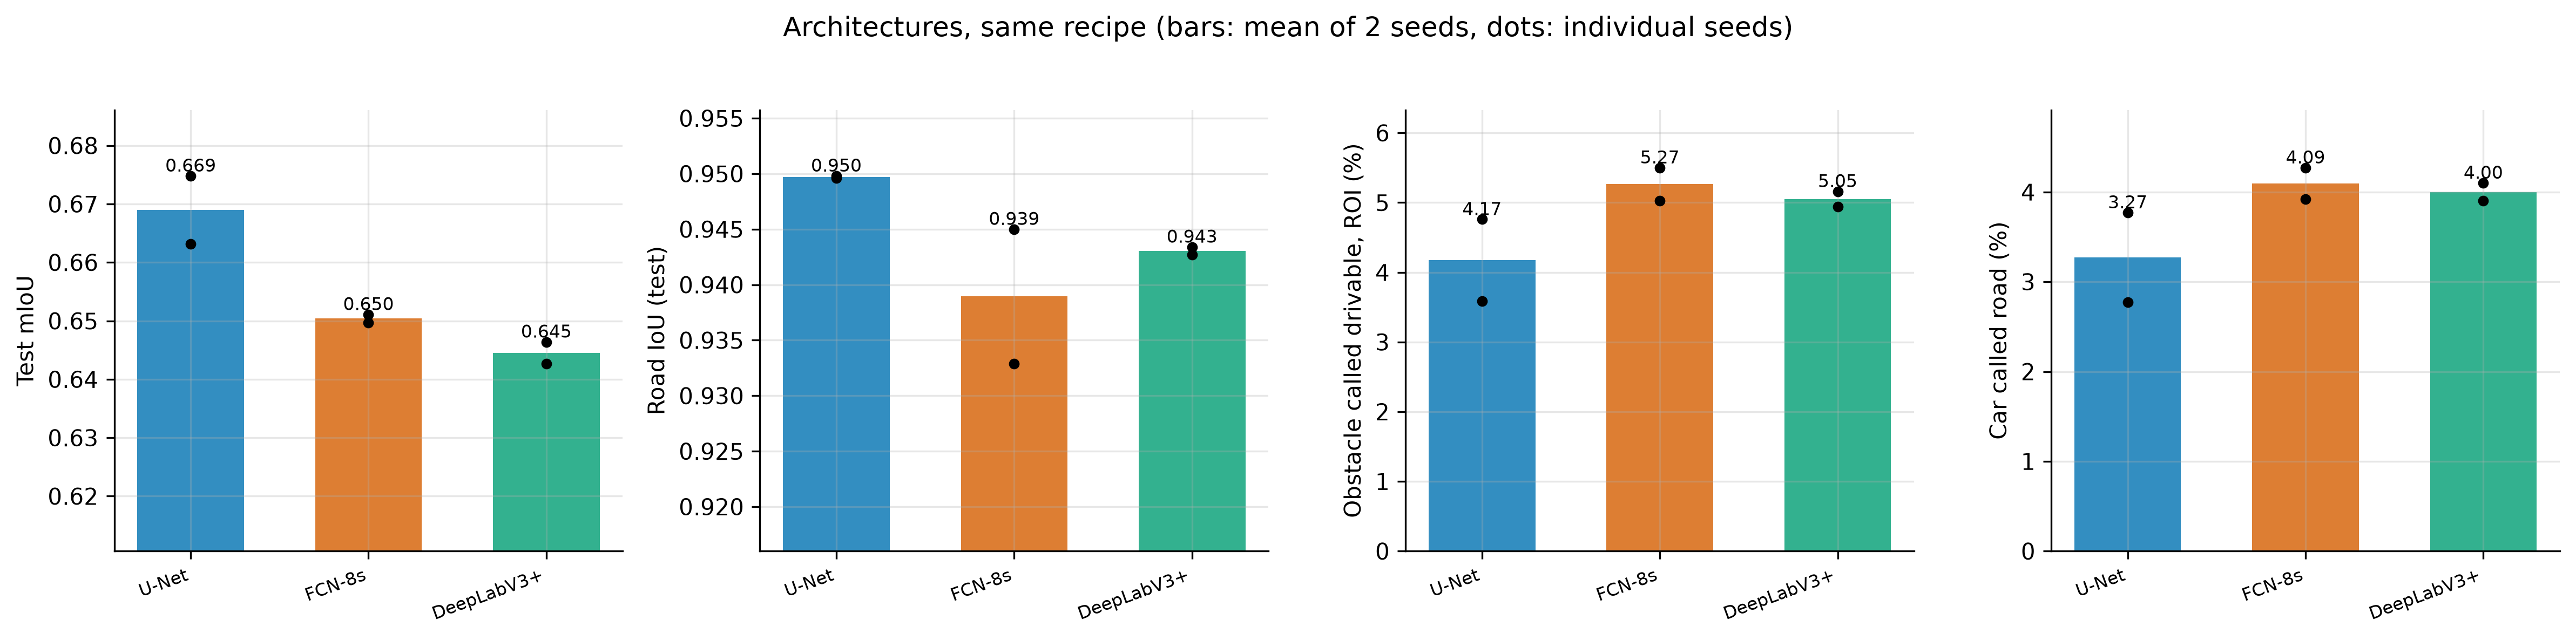 Architectures, same recipe (bars: mean of 2 seeds, dots: individual seeds)
Test mIoU
0.68
0.67
0.66
0.65
0.64
0.63
0.62
0.669
0.650
0.645
U-Net
FCN-8s
DeepLabV3+
Road IoU (test)
0.955
0.950
0.945
0.940
0.935
0.930
0.925
0.920
0.950
0.939
0.943
U-Net
FCN-8s
DeepLabV3+
Obstacle called drivable, ROI (%)
6
5
4
3
2
1
0
4.17
5.27
5.05
U-Net
FCN-8s
DeepLabV3+
Car called road (%)
4
3
2
1
0
3.27
4.09
4.00
U-Net
FCN-8s
DeepLabV3+